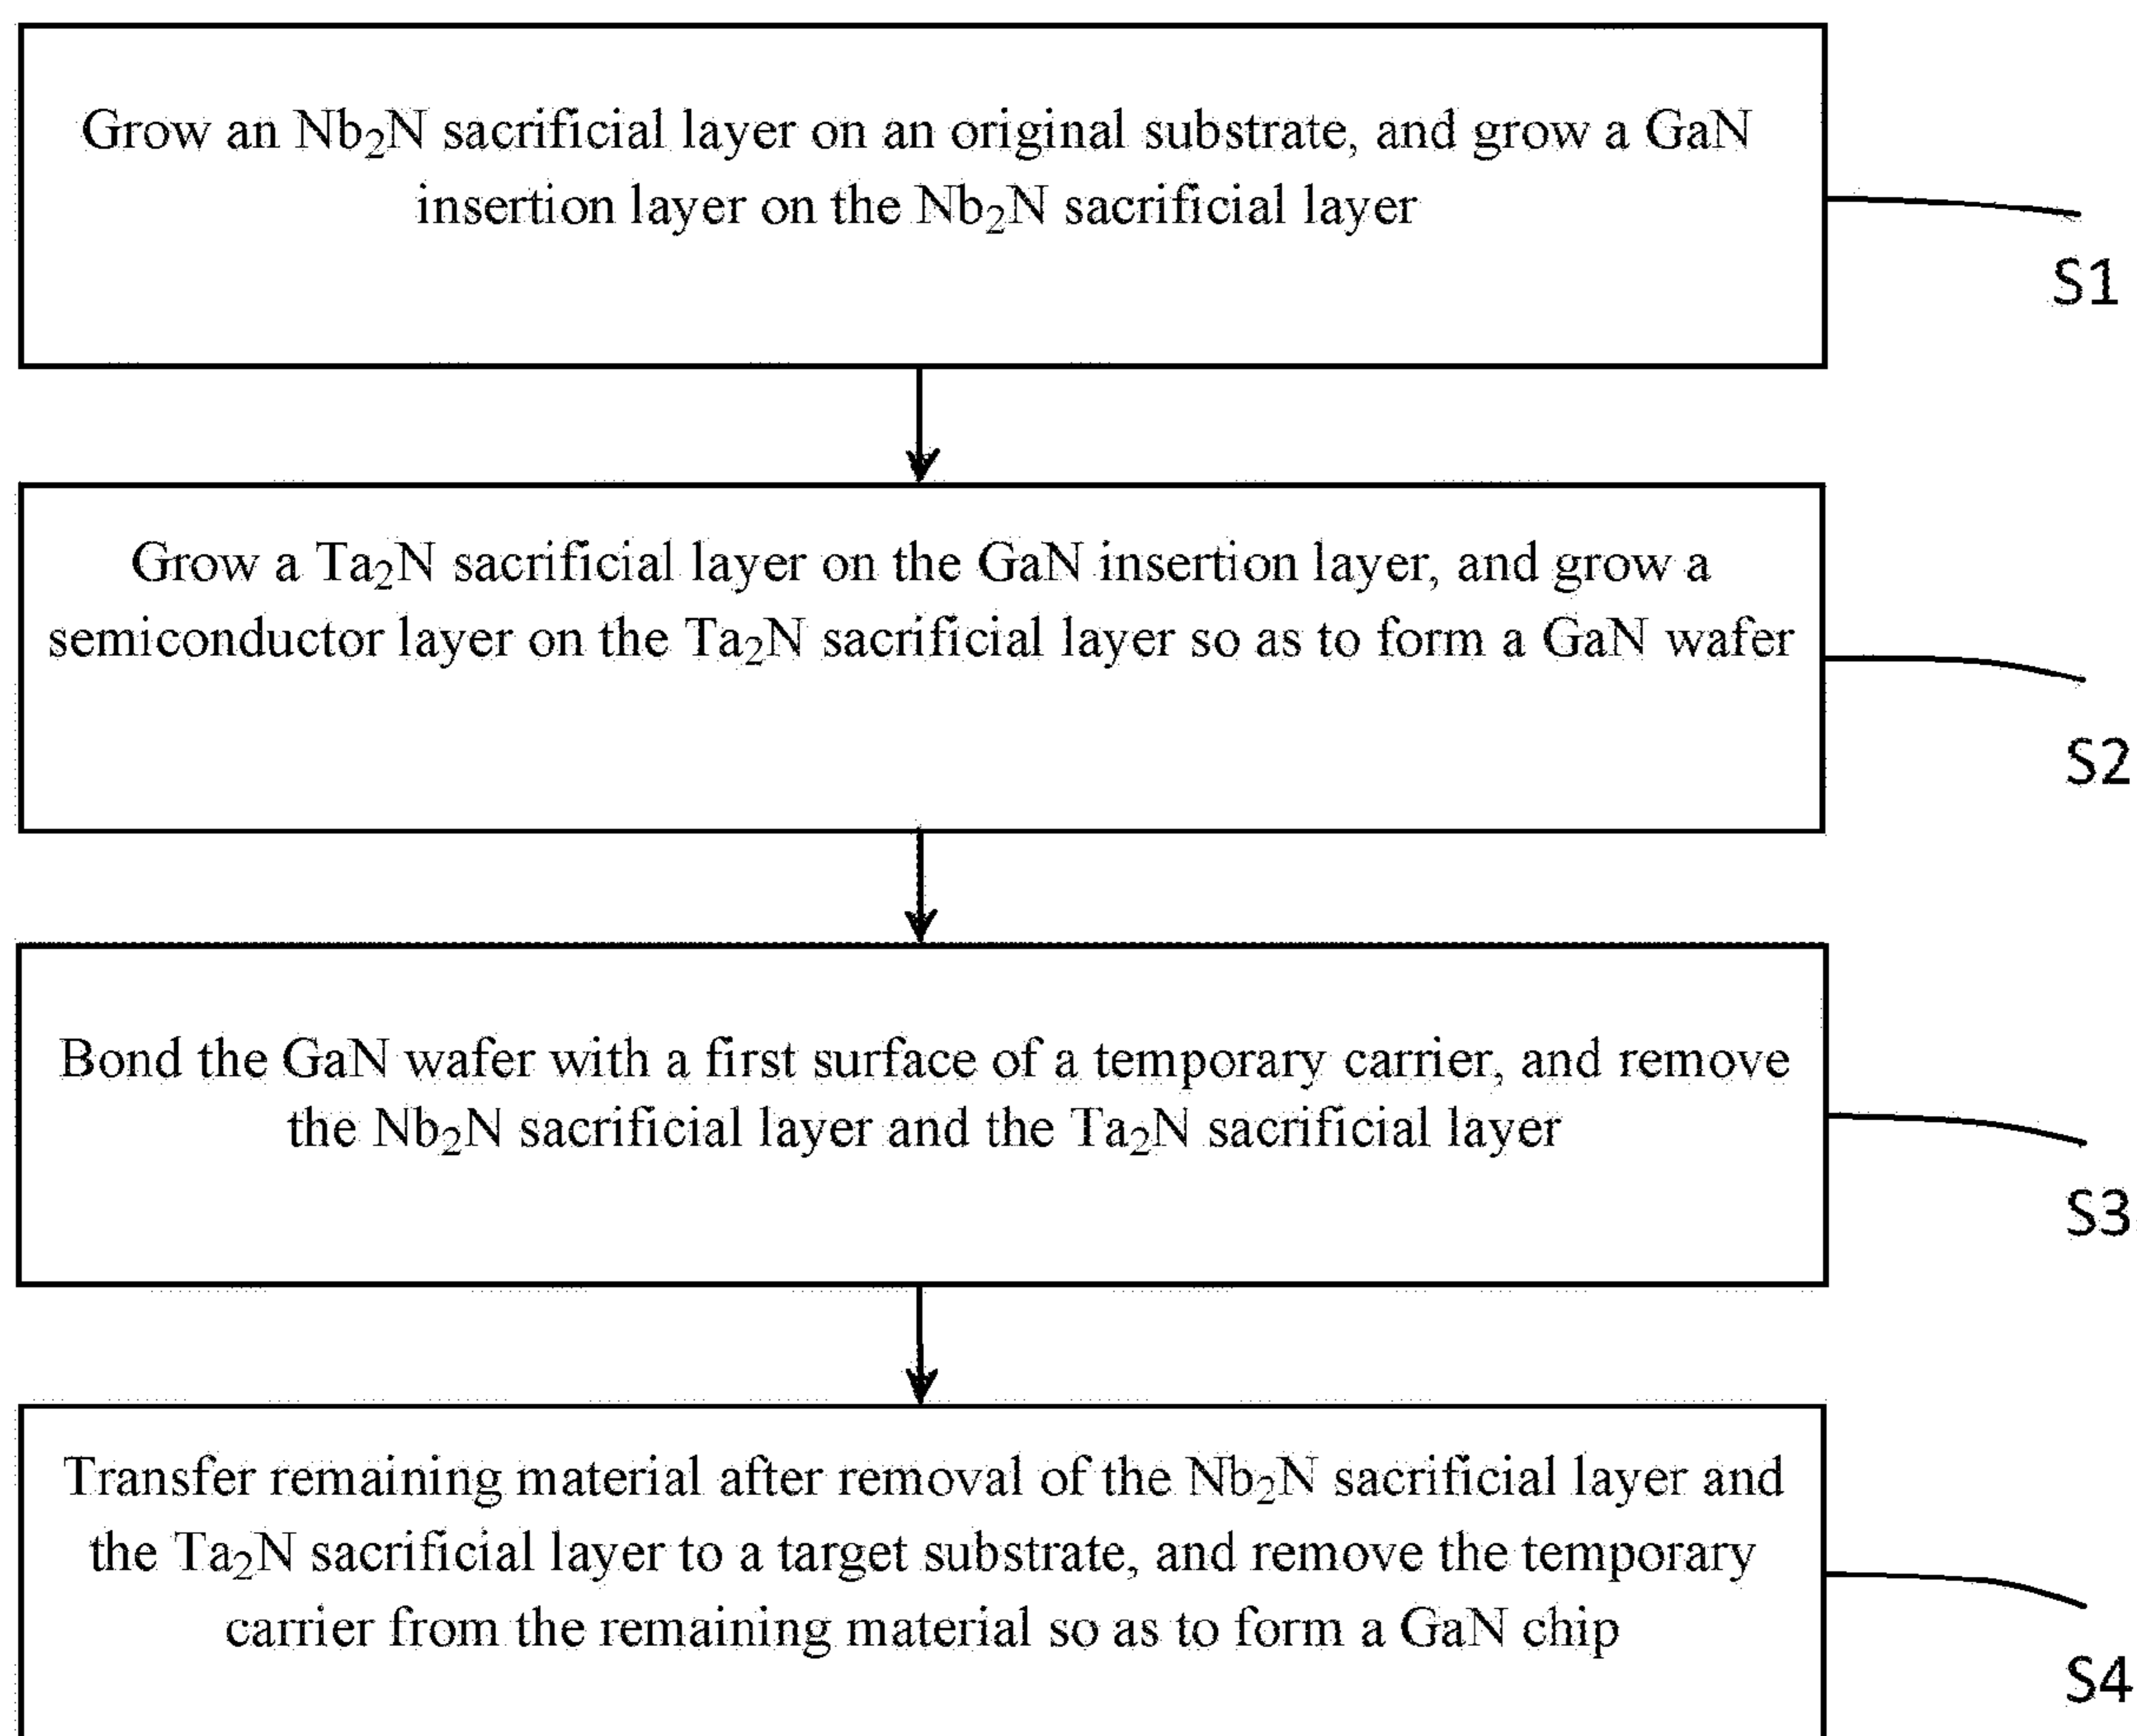 Grow an Nb₂N sacrificial layer on an original substrate, and grow a GaN
insertion layer on the Nb₂N sacrificial layer
S1
Grow a Ta₂N sacrificial layer on the GaN insertion layer, and grow a
semiconductor layer on the Ta₂N sacrificial layer so as to form a GaN wafer
S2
Bond the GaN wafer with a first surface of a temporary carrier, and remove
the Nb₂N sacrificial layer and the Ta₂N sacrificial layer
S3
Transfer remaining material after removal of the Nb₂N sacrificial layer and
the Ta₂N sacrificial layer to a target substrate, and remove the temporary
carrier from the remaining material so as to form a GaN chip
S4